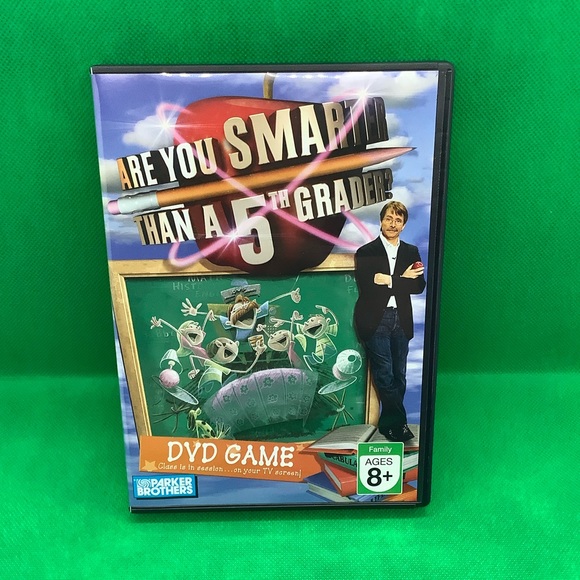 ARE YOU SMARTER
THAN A 5TH GRADER?
HIST
DVD GAME
Class is in session...on your TV screen!
PARKER
BROTHERS
Family
AGES
8+